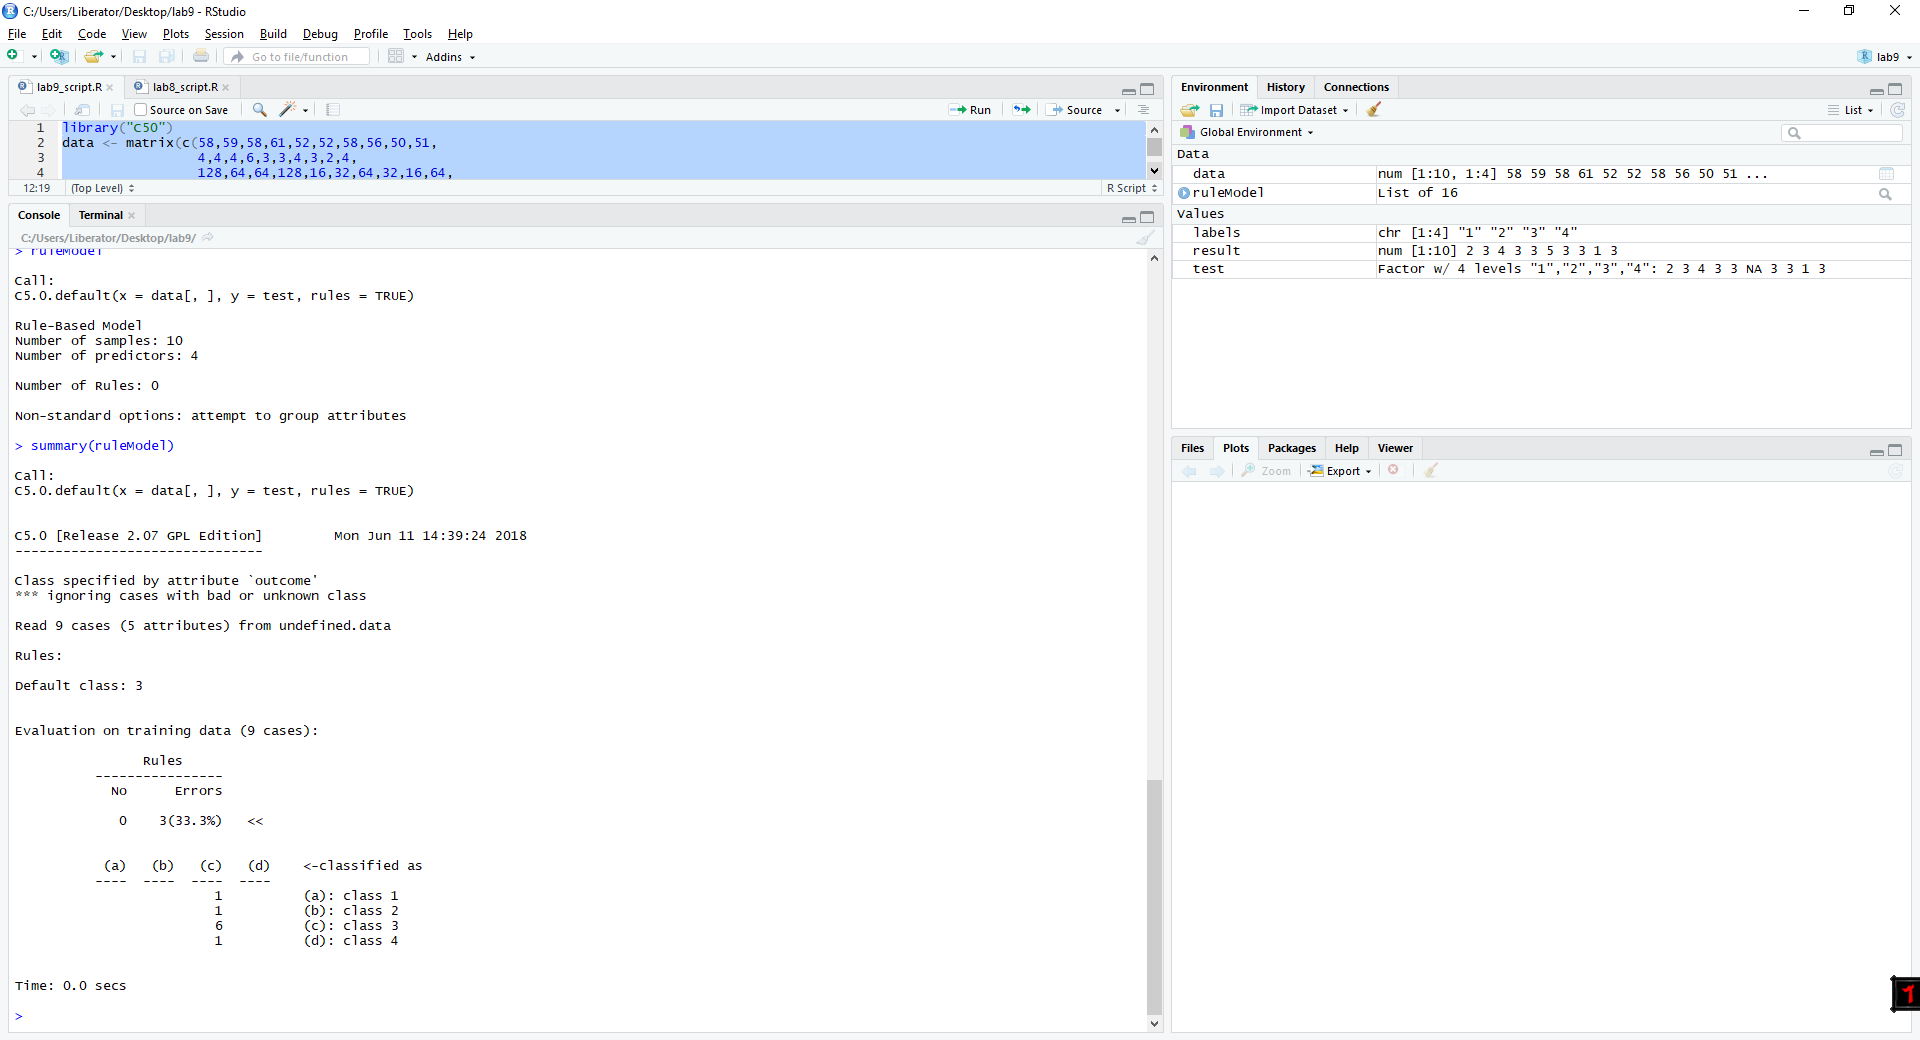 C:/Users/Liberator/Desktop/lab9 - RStudio
File Edit Code View Plots Session Build Debug Profile Tools Help
Go to file/function Addins lab9
lab9_script.R lab8_script.R
Source on Save Run Source
1 library("C50")
2 data <- matrix(c(58,59,58,61,52,52,58,56,50,51,
3 4,4,4,6,3,3,4,3,2,4,
4 128,64,64,128,16,32,64,32,16,64,
12:19 (Top Level) R Script
Console Terminal
C:/Users/Liberator/Desktop/lab9/
> ruleModel
Call:
C5.0.default(x = data[, ], y = test, rules = TRUE)
Rule-Based Model
Number of samples: 10
Number of predictors: 4
Number of Rules: 0
Non-standard options: attempt to group attributes
> summary(ruleModel)
Call:
C5.0.default(x = data[, ], y = test, rules = TRUE)
C5.0 [Release 2.07 GPL Edition] Mon Jun 11 14:39:24 2018
-------------------------------
Class specified by attribute `outcome'
*** ignoring cases with bad or unknown class
Read 9 cases (5 attributes) from undefined.data
Rules:
Default class: 3
Evaluation on training data (9 cases):
Rules
----------------
No Errors
0 3(33.3%) <<
(a) (b) (c) (d) <-classified as
---- ---- ---- ----
1 (a): class 1
1 (b): class 2
6 (c): class 3
1 (d): class 4
Time: 0.0 secs
>
Environment History Connections
Import Dataset List
Global Environment
Data
data num [1:10, 1:4] 58 59 58 61 52 52 58 56 50 51 ...
ruleModel List of 16
Values
labels chr [1:4] "1" "2" "3" "4"
result num [1:10] 2 3 4 3 3 5 3 3 1 3
test Factor w/ 4 levels "1","2","3","4": 2 3 4 3 3 NA 3 3 1 3
Files Plots Packages Help Viewer
Zoom Export